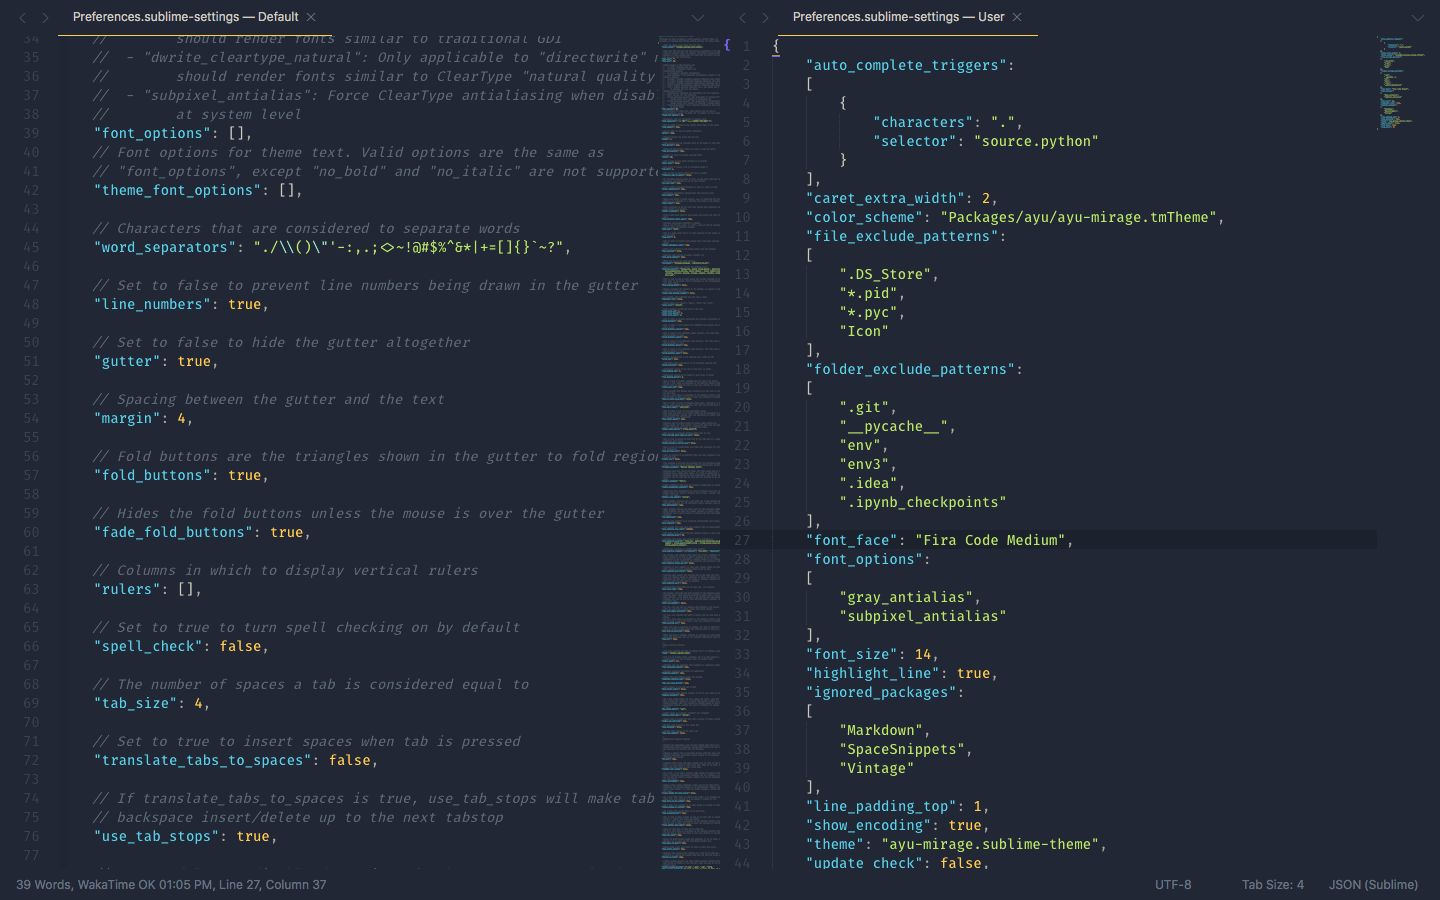 Preferences.sublime-settings — Default
34 // should render fonts similar to traditional GDI
35 // - "dwrite_cleartype_natural": Only applicable to "directwrite"
36 // should render fonts similar to ClearType "natural quality
37 // - "subpixel_antialias": Force ClearType antialiasing when disab
38 // at system level
39 "font_options": [],
40 // Font options for theme text. Valid options are the same as
41 // "font_options", except "no_bold" and "no_italic" are not supporte
42 "theme_font_options": [],
43
44 // Characters that are considered to separate words
45 "word_separators": "./\\()\"'-:,.;<>~!@#$%^&*|+=[]{}`~?",
46
47 // Set to false to prevent line numbers being drawn in the gutter
48 "line_numbers": true,
49
50 // Set to false to hide the gutter altogether
51 "gutter": true,
52
53 // Spacing between the gutter and the text
54 "margin": 4,
55
56 // Fold buttons are the triangles shown in the gutter to fold region
57 "fold_buttons": true,
58
59 // Hides the fold buttons unless the mouse is over the gutter
60 "fade_fold_buttons": true,
61
62 // Columns in which to display vertical rulers
63 "rulers": [],
64
65 // Set to true to turn spell checking on by default
66 "spell_check": false,
67
68 // The number of spaces a tab is considered equal to
69 "tab_size": 4,
70
71 // Set to true to insert spaces when tab is pressed
72 "translate_tabs_to_spaces": false,
73
74 // If translate_tabs_to_spaces is true, use_tab_stops will make tab
75 // backspace insert/delete up to the next tabstop
76 "use_tab_stops": true,
77
Preferences.sublime-settings — User
{ 1 {
2 "auto_complete_triggers":
3 [
4 {
5 "characters": ".",
6 "selector": "source.python"
7 }
8 ],
9 "caret_extra_width": 2,
10 "color_scheme": "Packages/ayu/ayu-mirage.tmTheme",
11 "file_exclude_patterns":
12 [
13 ".DS_Store",
14 "*.pid",
15 "*.pyc",
16 "Icon"
17 ],
18 "folder_exclude_patterns":
19 [
20 ".git",
21 "__pycache__",
22 "env",
23 "env3",
24 ".idea",
25 ".ipynb_checkpoints"
26 ],
27 "font_face": "Fira Code Medium",
28 "font_options":
29 [
30 "gray_antialias",
31 "subpixel_antialias"
32 ],
33 "font_size": 14,
34 "highlight_line": true,
35 "ignored_packages":
36 [
37 "Markdown",
38 "SpaceSnippets",
39 "Vintage"
40 ],
41 "line_padding_top": 1,
42 "show_encoding": true,
43 "theme": "ayu-mirage.sublime-theme",
44 "update_check": false,
39 Words, WakaTime OK 01:05 PM, Line 27, Column 37
UTF-8
Tab Size: 4
JSON (Sublime)